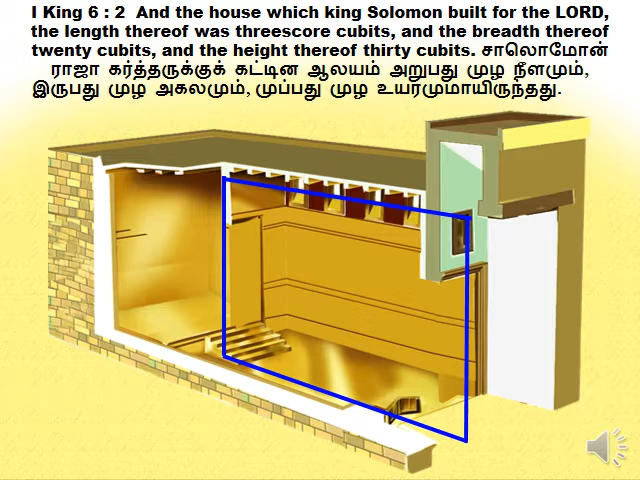 I King 6 : 2 And the house which king Solomon built for the LORD,
the length thereof was threescore cubits, and the breadth thereof
twenty cubits, and the height thereof thirty cubits. சாலொமோன்
ராஜா கர்த்தருக்குக் கட்டின ஆலயம் அறுபது முழ நீளமும்,
இருபது முழ அகலமும், முப்பது முழ உயரமுமாயிருந்தது.